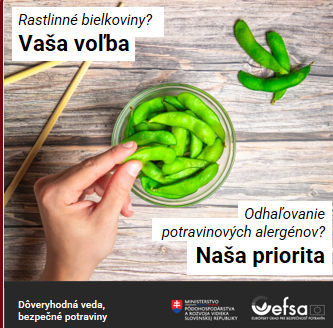 Rastlinné bielkoviny?
Vaša voľba
Odhaľovanie
potravinových alergénov?
Naša priorita
Dôveryhodná veda,
bezpečné potraviny
MINISTERSTVO
PÔDOHOSPODÁRSTVA
A ROZVOJA VIDIEKA
SLOVENSKEJ REPUBLIKY
efsa
EURÓPSKY ÚRAD PRE BEZPEČNOSŤ POTRAVÍN